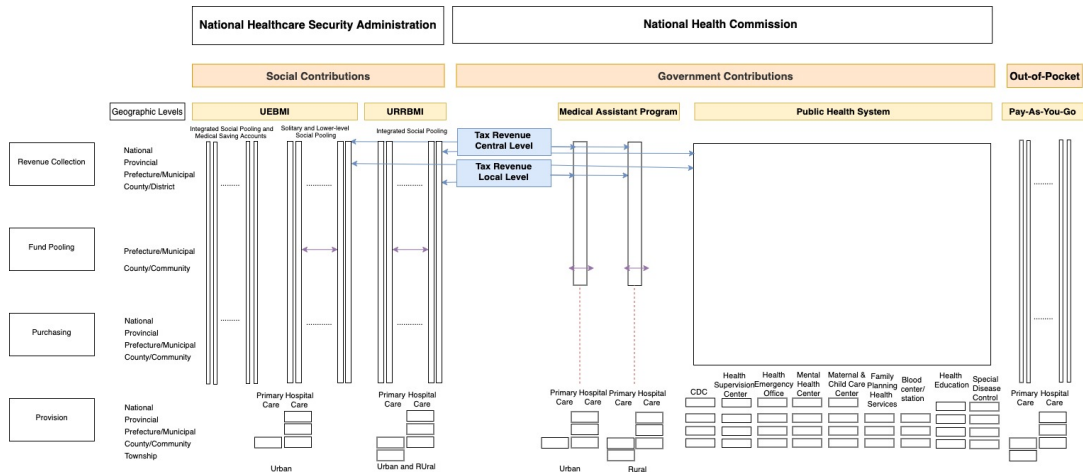 National Healthcare Security Administration
National Health Commission
Social Contributions
Government Contributions
Out-of-Pocket
Geographic Levels
UEBMI
URRBMI
Medical Assistant Program
Public Health System
Pay-As-You-Go
Integrated Social Pooling and
Medical Saving Accounts
Solitary and Lower-level
Social Pooling
Integrated Social Pooling
Tax Revenue
Central Level
Tax Revenue
Local Level
Revenue Collection
National
Provincial
Prefecture/Municipal
County/District
Fund Pooling
Prefecture/Municipal
County/Community
Purchasing
National
Provincial
Prefecture/Municipal
County/Community
Provision
National
Provincial
Prefecture/Municipal
County/Community
Township
Primary Hospital
Care Care
Urban
Primary Hospital
Care Care
Urban and RUral
Primary Hospital
Care Care
Urban
Primary Hospital
Care Care
Rural
CDC
Health
Supervision
Center
Health
Emergency
Office
Mental
Health
Center
Maternal &
Child Care
Center
Family
Planning
Health
Services
Blood
center/
station
Health
Education
Special
Disease
Control
Primary Hospital
Care Care